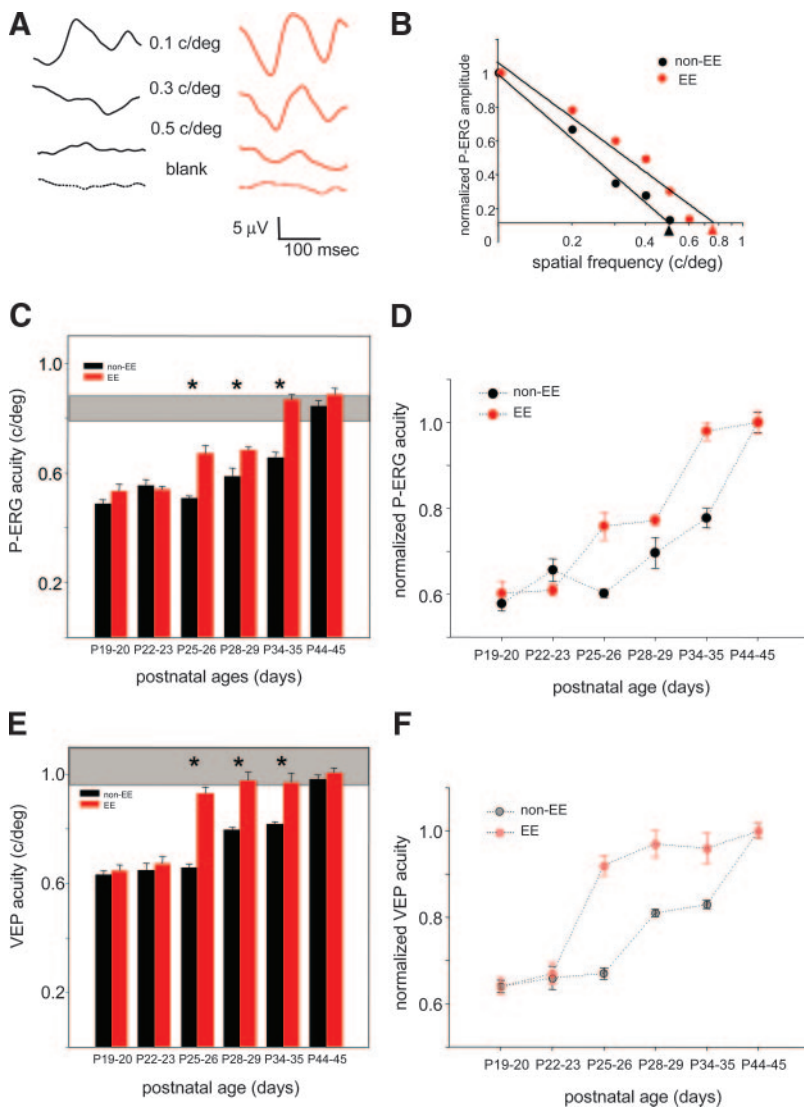 A
0.1 c/deg
0.3 c/deg
0.5 c/deg
blank
5 μV
100 msec
B
normalized P-ERG amplitude
non-EE
EE
1
0.8
0.6
0.4
0.2
0
0.2
0.4
0.6
0.8
1
spatial frequency (c/deg)
C
P-ERG acuity (c/deg)
non-EE
EE
* * *
1.0
0.6
0.2
P19-20 P22-23 P25-26 P28-29 P34-35 P44-45
postnatal ages (days)
D
normalized P-ERG acuity
non-EE
EE
1.0
0.8
0.6
P19-20 P22-23 P25-26 P28-29 P34-35 P44-45
postnatal age (days)
E
VEP acuity (c/deg)
non-EE
EE
* * *
1.0
0.6
0.2
P19-20 P22-23 P25-26 P28-29 P34-35 P44-45
postnatal age (days)
F
normalized VEP acuity
non-EE
EE
1.0
0.8
0.6
P19-20 P22-23 P25-26 P28-29 P34-35 P44-45
postnatal age (days)